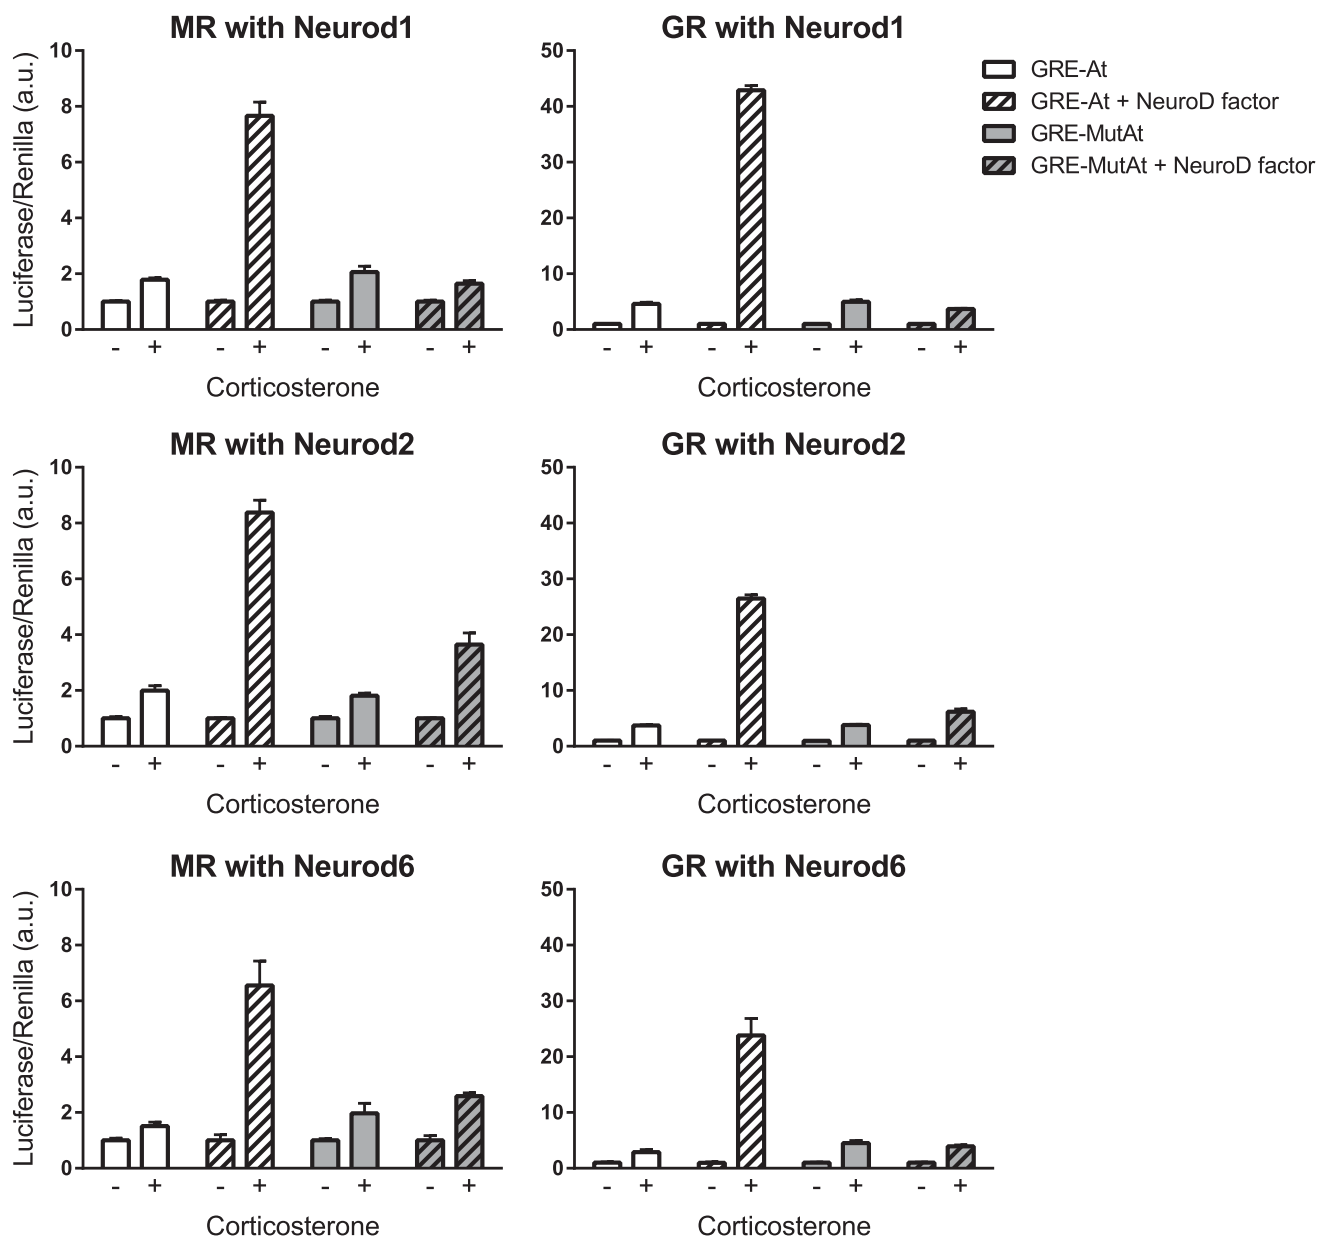 MR with Neurod1
GR with Neurod1
Luciferase/Renilla (a.u.)
10
8
6
4
2
0
- + - + - + - +
Corticosterone
50
40
30
20
10
0
- + - + - + - +
Corticosterone
GRE-At
GRE-At + NeuroD factor
GRE-MutAt
GRE-MutAt + NeuroD factor
MR with Neurod2
GR with Neurod2
Luciferase/Renilla (a.u.)
10
8
6
4
2
0
- + - + - + - +
Corticosterone
50
40
30
20
10
0
- + - + - + - +
Corticosterone
MR with Neurod6
GR with Neurod6
Luciferase/Renilla (a.u.)
10
8
6
4
2
0
- + - + - + - +
Corticosterone
50
40
30
20
10
0
- + - + - + - +
Corticosterone